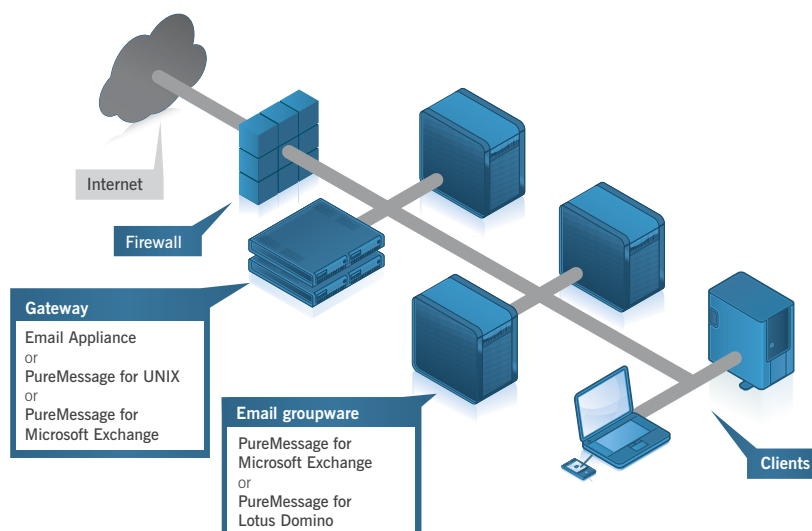 Internet
Firewall
Gateway
Email Appliance
or
PureMessage for UNIX
or
PureMessage for
Microsoft Exchange
Email groupware
PureMessage for
Microsoft Exchange
or
PureMessage for
Lotus Domino
Clients